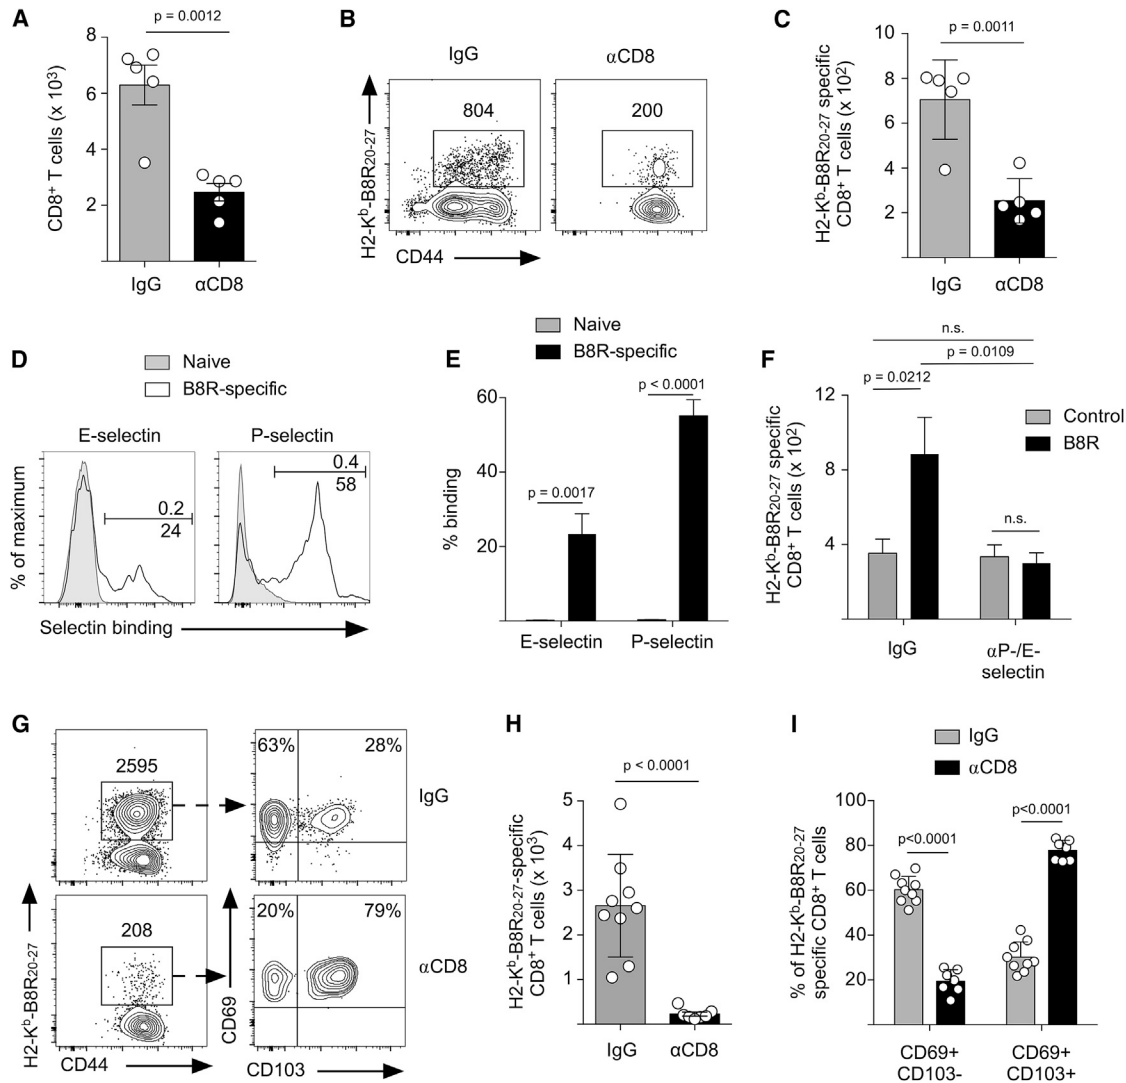 A
p = 0.0012
CD8+ T cells (x 10³)
8
6
4
2
IgG
αCD8
B
IgG
αCD8
804
200
H2-Kᵇ-B8R20-27
CD44
C
p = 0.0011
H2-Kᵇ-B8R20-27 specific
CD8⁺ T cells (x 10²)
10
8
6
4
2
IgG
αCD8
D
Naive
B8R-specific
E-selectin
P-selectin
0.2
24
0.4
58
% of maximum
Selectin binding
E
Naive
B8R-specific
p < 0.0001
p = 0.0017
% binding
60
40
20
E-selectin
P-selectin
F
n.s.
p = 0.0109
p = 0.0212
n.s.
Control
B8R
H2-Kᵇ-B8R20-27 specific
CD8⁺ T cells (x 10²)
12
8
4
IgG
αP-/E-
selectin
G
2595
63%
28%
IgG
208
20%
79%
αCD8
H2-Kᵇ-B8R20-27
CD44
CD69
CD103
H
p < 0.0001
H2-Kᵇ-B8R20-27-specific
CD8⁺ T cells (x 10³)
5
4
3
2
1
IgG
αCD8
I
IgG
αCD8
p<0.0001
p<0.0001
% of H2-Kᵇ-B8R20-27
specific CD8⁺ T cells
100
80
60
40
20
CD69+
CD103-
CD69+
CD103+